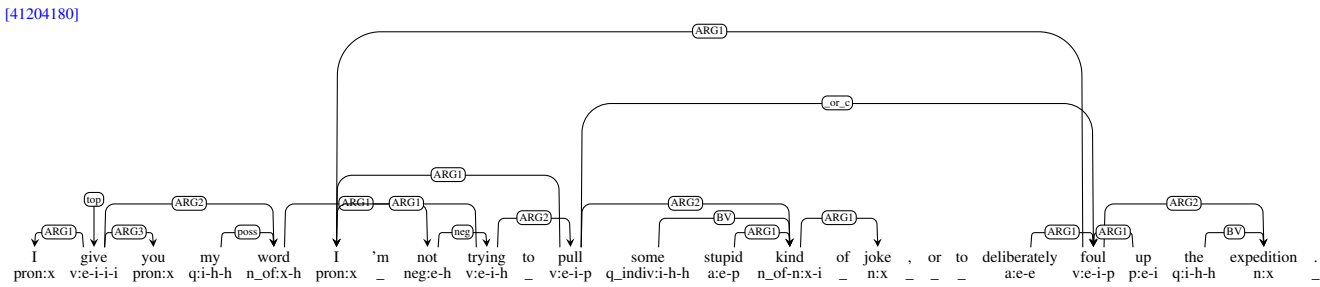 [41204180]
ARG1
_or_c
ARG1
top ARG2 ARG1 ARG1 ARG2 ARG2 ARG2
BV
ARG1 ARG3 poss neg ARG1 ARG1 ARG1 ARG1 BV
I give you my word I 'm not trying to pull some stupid kind of joke , or to deliberately foul up the expedition .
pron:x v:e-i-i-i pron:x q:i-h-h n_of:x-h pron:x _ neg:e-h v:e-i-h _ v:e-i-p q_indiv:i-h-h a:e-p n_of-n:x-i _ n:x _ _ _ a:e-e v:e-i-p p:e-i q:i-h-h n:x _